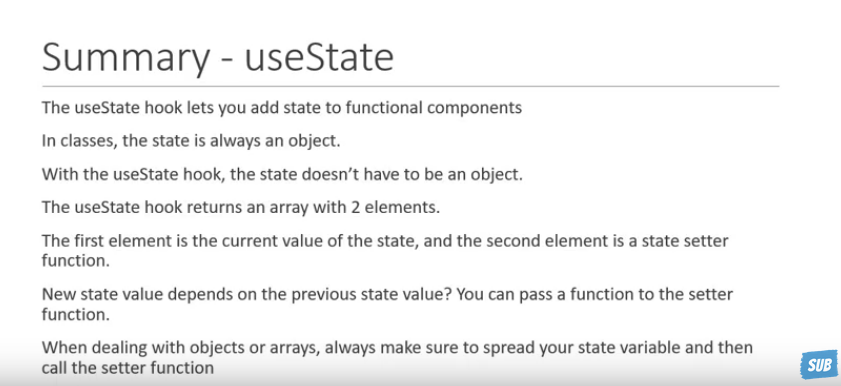 Summary - useState
The useState hook lets you add state to functional components
In classes, the state is always an object.
With the useState hook, the state doesn’t have to be an object.
The useState hook returns an array with 2 elements.
The first element is the current value of the state, and the second element is a state setter
function.
New state value depends on the previous state value? You can pass a function to the setter
function.
When dealing with objects or arrays, always make sure to spread your state variable and then
call the setter function
SUB